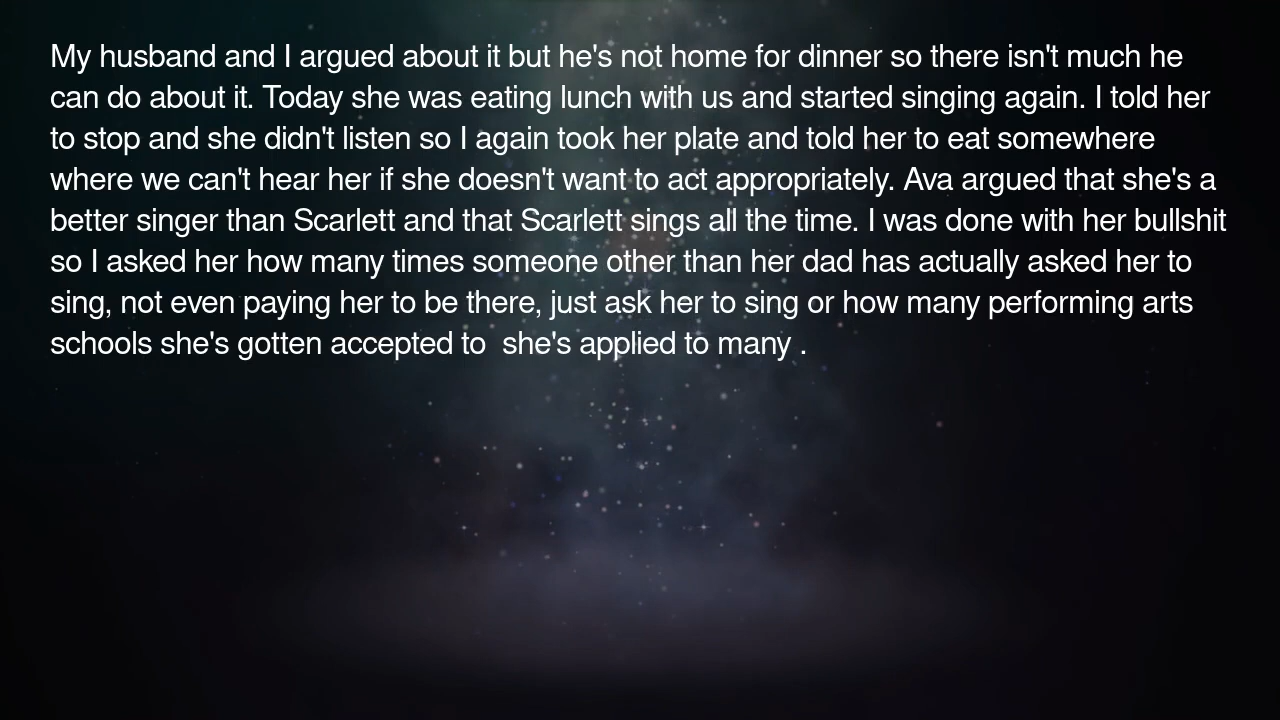 My husband and I argued about it but he's not home for dinner so there isn't much he
can do about it. Today she was eating lunch with us and started singing again. I told her
to stop and she didn't listen so I again took her plate and told her to eat somewhere
where we can't hear her if she doesn't want to act appropriately. Ava argued that she's a
better singer than Scarlett and that Scarlett sings all the time. I was done with her bullshit
so I asked her how many times someone other than her dad has actually asked her to
sing, not even paying her to be there, just ask her to sing or how many performing arts
schools she's gotten accepted to  she's applied to many .